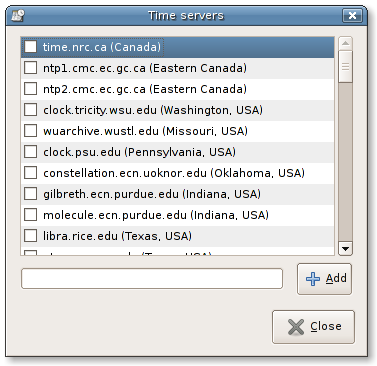 Time servers
time.nrc.ca (Canada)
ntp1.cmc.ec.gc.ca (Eastern Canada)
ntp2.cmc.ec.gc.ca (Eastern Canada)
clock.tricity.wsu.edu (Washington, USA)
wuarchive.wustl.edu (Missouri, USA)
clock.psu.edu (Pennsylvania, USA)
constellation.ecn.uoknor.edu (Oklahoma, USA)
gilbreth.ecn.purdue.edu (Indiana, USA)
molecule.ecn.purdue.edu (Indiana, USA)
libra.rice.edu (Texas, USA)
Add
Close